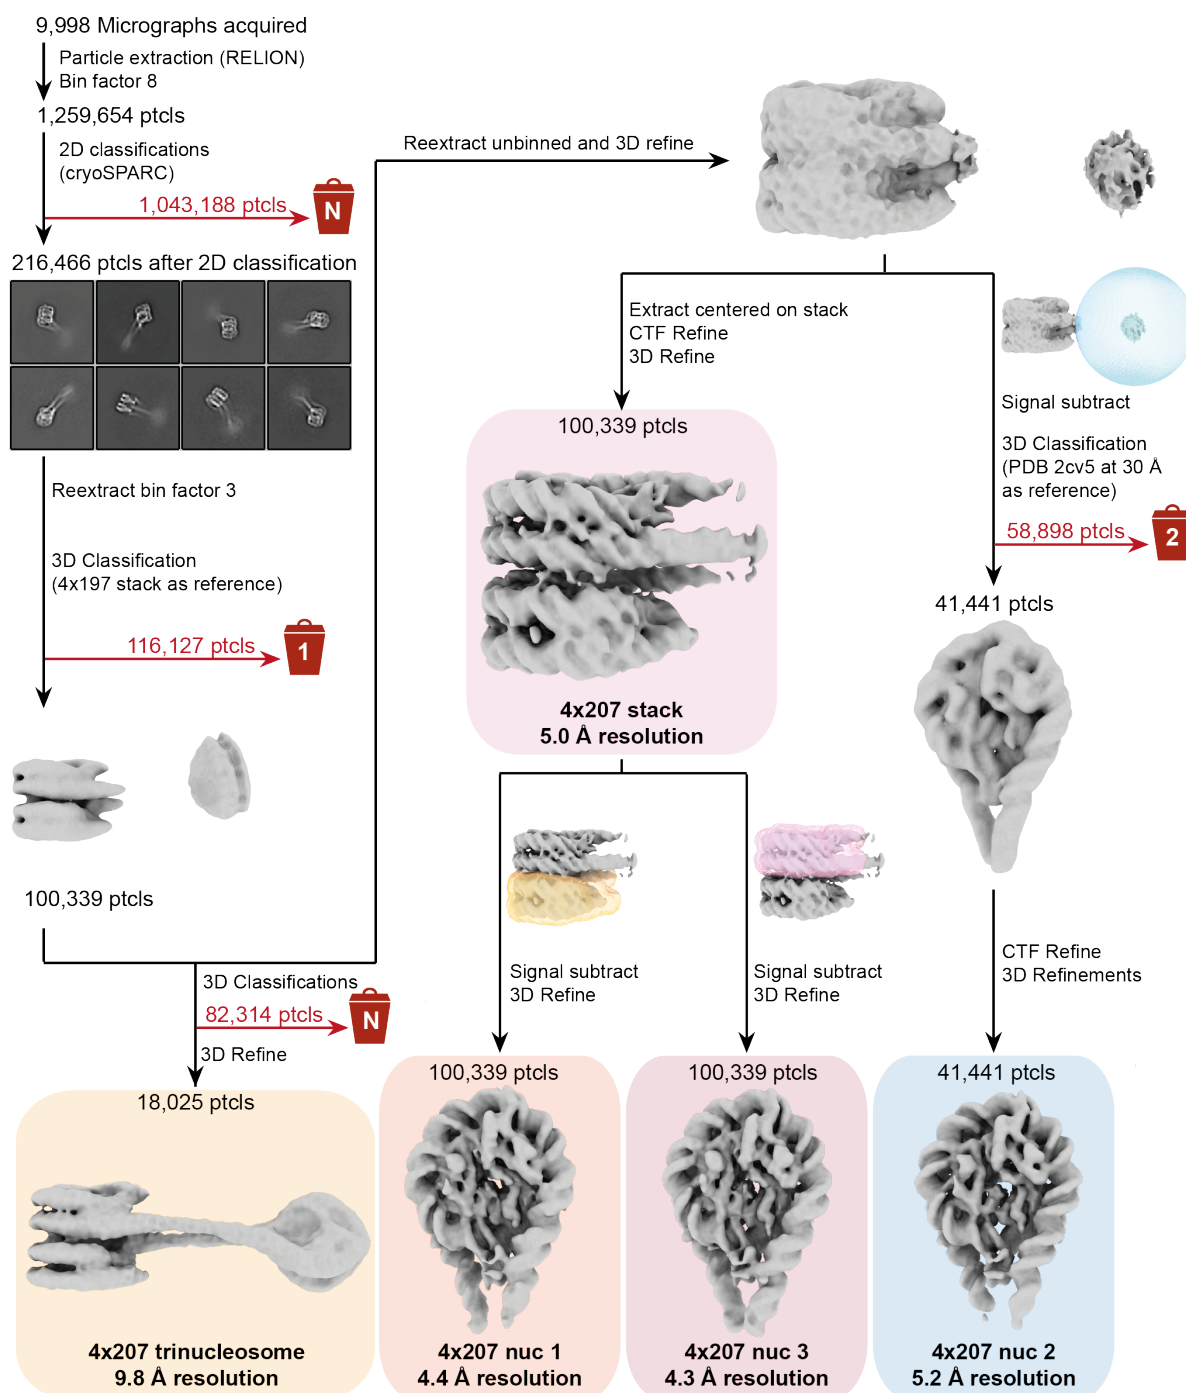 9,998 Micrographs acquired
Particle extraction (RELION)
Bin factor 8
1,259,654 ptcls
2D classifications
(cryoSPARC)
1,043,188 ptcls
N
216,466 ptcls after 2D classification
Reextract bin factor 3
3D Classification
(4x197 stack as reference)
116,127 ptcls
1
100,339 ptcls
3D Classifications
82,314 ptcls
N
3D Refine
18,025 ptcls
4x207 trinucleosome
9.8 Å resolution
Reextract unbinned and 3D refine
Extract centered on stack
CTF Refine
3D Refine
100,339 ptcls
4x207 stack
5.0 Å resolution
Signal subtract
3D Refine
100,339 ptcls
4x207 nuc 1
4.4 Å resolution
Signal subtract
3D Refine
100,339 ptcls
4x207 nuc 3
4.3 Å resolution
Signal subtract
3D Classification
(PDB 2cv5 at 30 Å
as reference)
58,898 ptcls
2
41,441 ptcls
CTF Refine
3D Refinements
41,441 ptcls
4x207 nuc 2
5.2 Å resolution